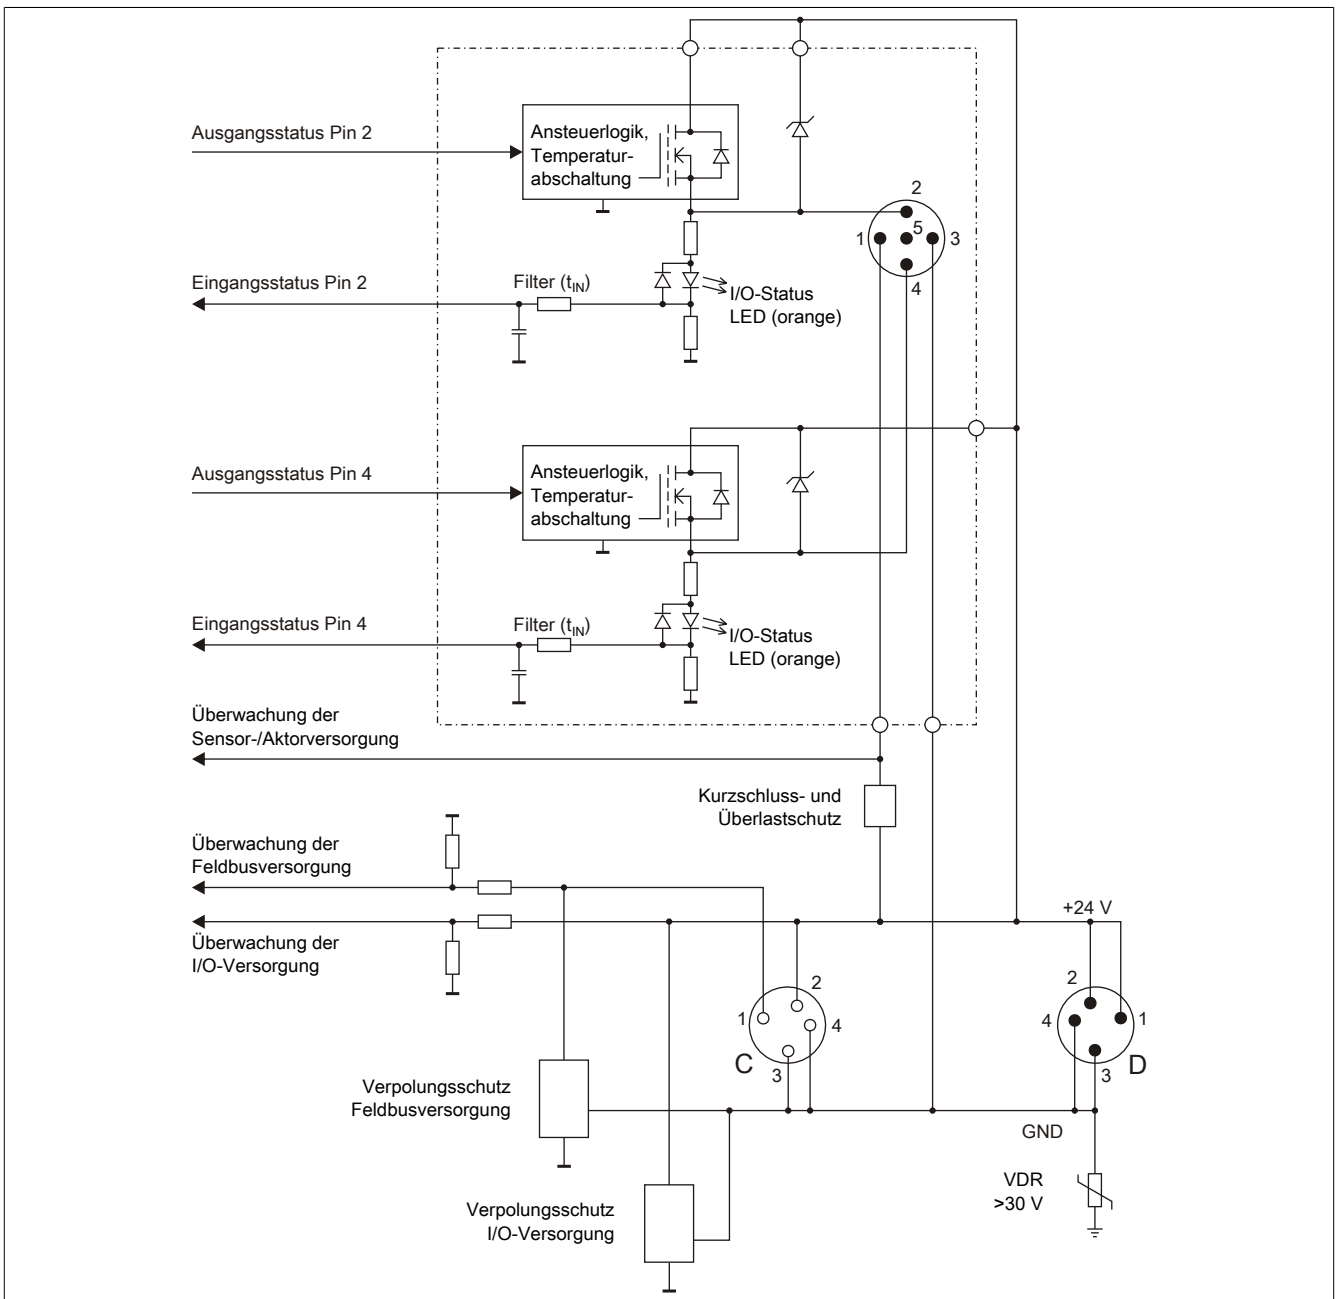 Ausgangsstatus Pin 2
Ansteuerlogik,
Temperatur-
abschaltung
2
5
1
3
4
Eingangsstatus Pin 2
Filter (tIN)
I/O-Status
LED (orange)
Ausgangsstatus Pin 4
Ansteuerlogik,
Temperatur-
abschaltung
Eingangsstatus Pin 4
Filter (tIN)
I/O-Status
LED (orange)
Überwachung der
Sensor-/Aktorversorgung
Kurzschluss- und
Überlastschutz
Überwachung der
Feldbusversorgung
+24 V
Überwachung der
I/O-Versorgung
2
1
4
3
C
2
4
1
3
D
Verpolungsschutz
Feldbusversorgung
GND
VDR
>30 V
Verpolungsschutz
I/O-Versorgung